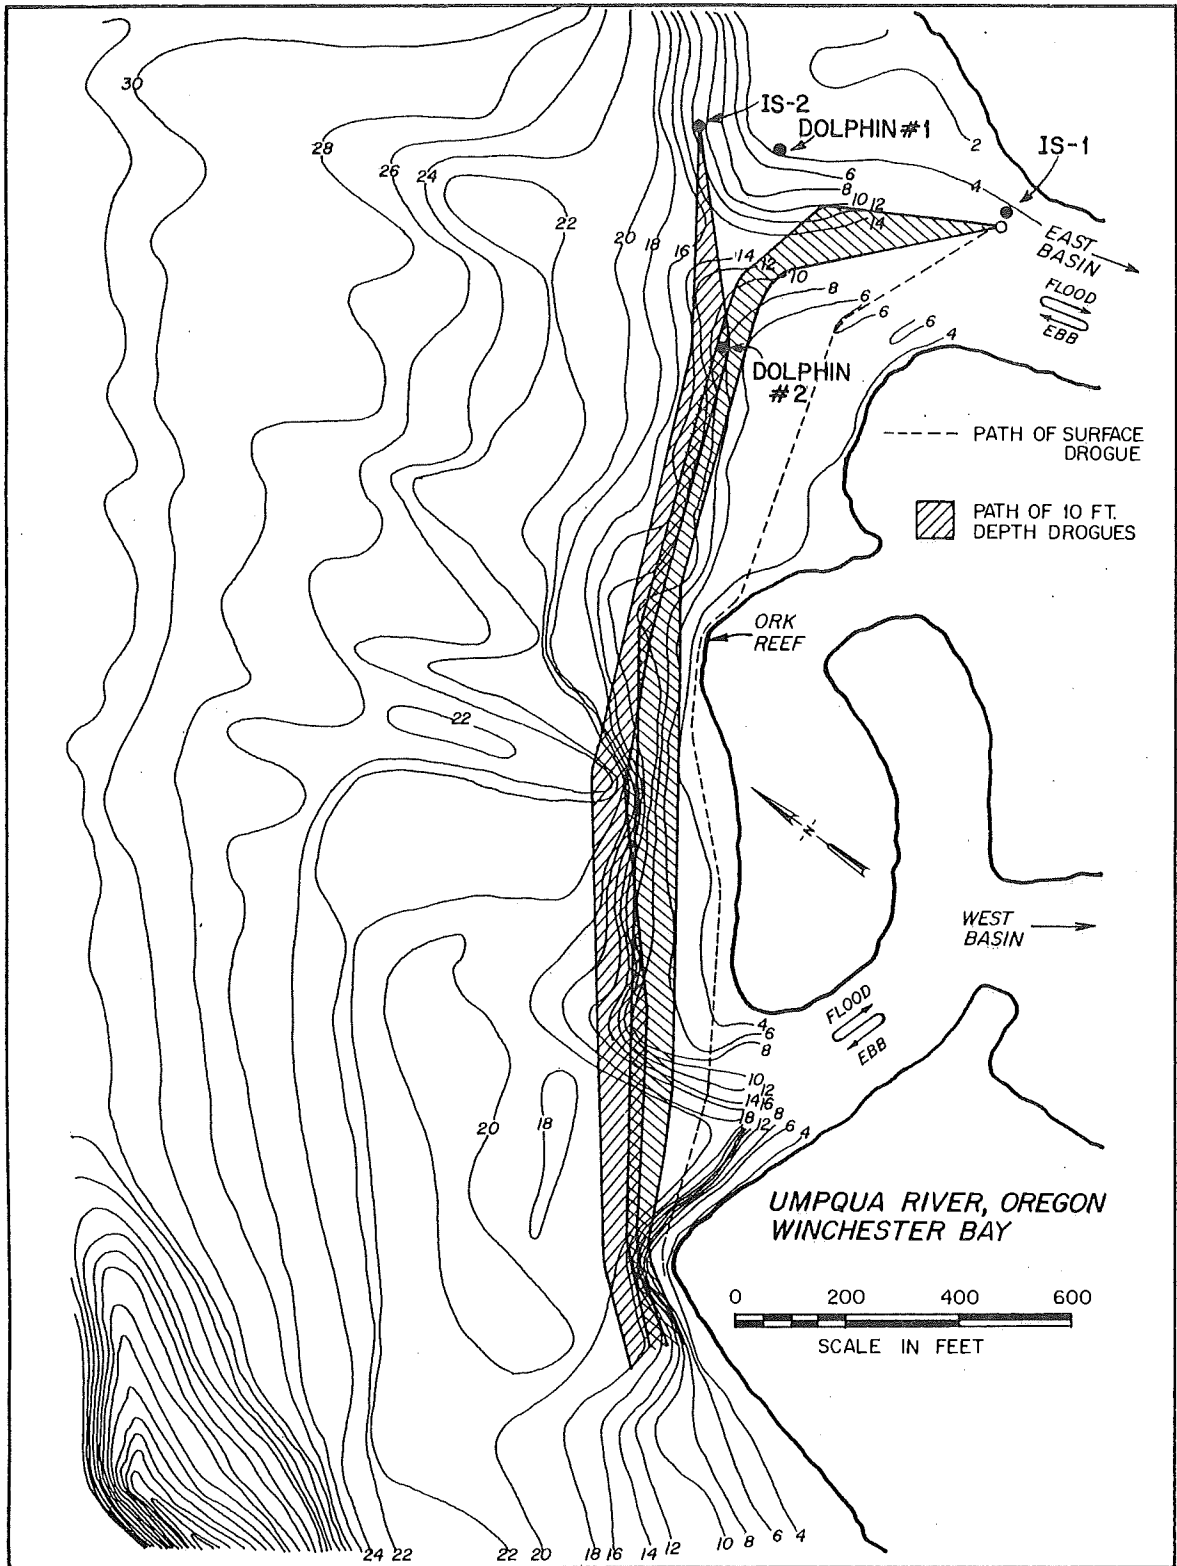 30
28
26
24
22
20
18
16
14
12
10
8
6
IS-2
DOLPHIN #1
IS-1
2
4
6
8
10
12
14
EAST
BASIN
FLOOD
EBB
6
6
4
DOLPHIN
#2
PATH OF SURFACE
DROGUE
PATH OF 10 FT.
DEPTH DROGUES
ORK
REEF
22
N
WEST
BASIN
FLOOD
EBB
4
6
8
10
12
14
16
18
8
12
8
6
4
20
18
UMPQUA RIVER, OREGON
WINCHESTER BAY
0 200 400 600
SCALE IN FEET
24 22 22 20 18 16 14 12 10 8 6 4